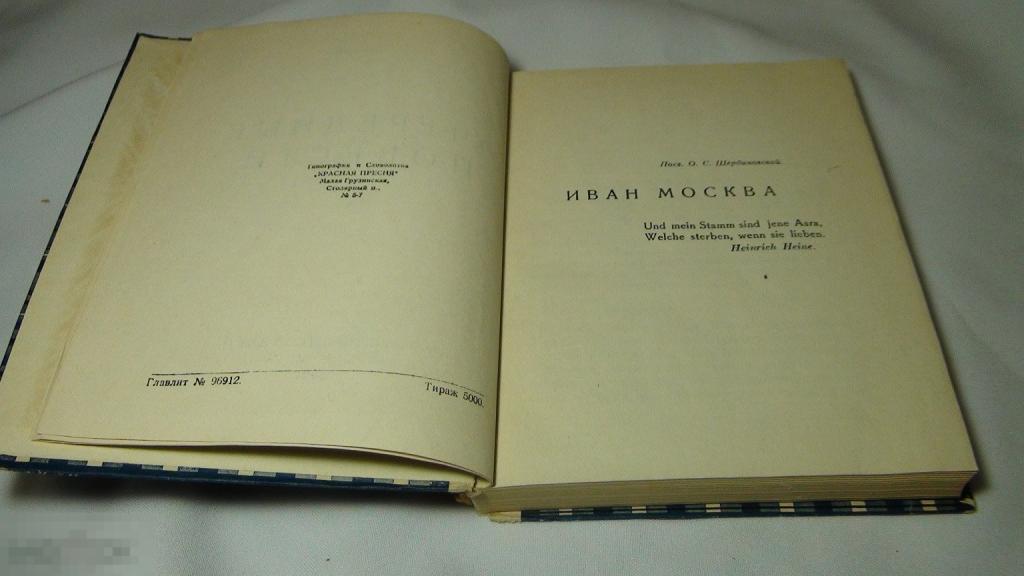 Типография и Словолитня
„КРАСНАЯ ПРЕСНЯ“
Малая Грузинская,
Столярный п.,
№ 5-7
Главлит № 96912.
Тираж 5000.
Посв. О. С. Щербиновской.
ИВАН МОСКВА
Und mein Stamm sind jene Asra,
Welche sterben, wenn sie lieben.
Heinrich Heine.